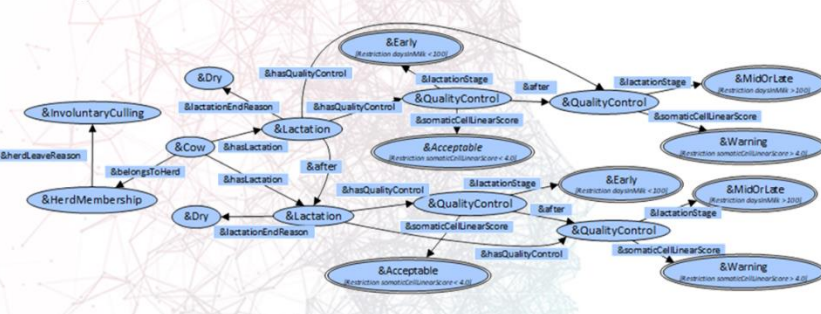 &Early
[Restriction daysInMilk < 100]
&Dry
&hasQualityControl
&lactationStage
&lactationStage
&MidOrLate
[Restriction daysInMilk > 100]
&after
&lactationEndReason
&hasQualityControl
&QualityControl
&QualityControl
&InvoluntaryCulling
&somaticCellLinearScore
&somaticCellLinearScore
&Lactation
&Cow
&hasLactation
&Acceptable
[Restriction somaticCellLinearScore < 4.0]
&Warning
[Restriction somaticCellLinearScore > 4.0]
&herdLeaveReason
&belongsToHerd
&after
&hasLactation
&lactationStage
&Early
[Restriction daysInMilk < 100]
&hasQualityControl
&MidOrLate
[Restriction daysInMilk > 100]
&HerdMembership
&QualityControl
&after
&lactationStage
&Dry
&Lactation
&somaticCellLinearScore
&QualityControl
&lactationEndReason
&hasQualityControl
&somaticCellLinearScore
&Acceptable
[Restriction somaticCellLinearScore < 4.0]
&Warning
[Restriction somaticCellLinearScore > 4.0]